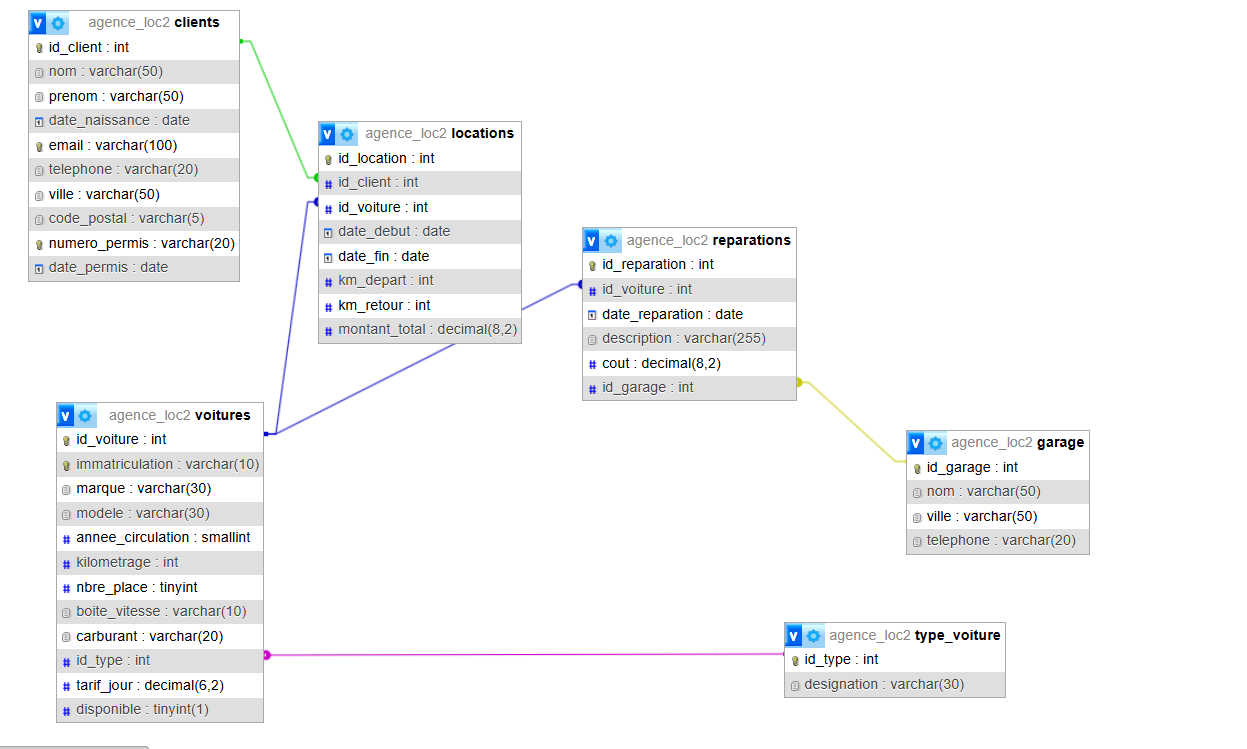 agence_loc2 clients
id_client : int
nom : varchar(50)
prenom : varchar(50)
date_naissance : date
email : varchar(100)
telephone : varchar(20)
ville : varchar(50)
code_postal : varchar(5)
numero_permis : varchar(20)
date_permis : date
agence_loc2 locations
id_location : int
id_client : int
id_voiture : int
date_debut : date
date_fin : date
km_depart : int
km_retour : int
montant_total : decimal(8,2)
agence_loc2 reparations
id_reparation : int
id_voiture : int
date_reparation : date
description : varchar(255)
cout : decimal(8,2)
id_garage : int
agence_loc2 voitures
id_voiture : int
immatriculation : varchar(10)
marque : varchar(30)
modele : varchar(30)
annee_circulation : smallint
kilometrage : int
nbre_place : tinyint
boite_vitesse : varchar(10)
carburant : varchar(20)
id_type : int
tarif_jour : decimal(6,2)
disponible : tinyint(1)
agence_loc2 garage
id_garage : int
nom : varchar(50)
ville : varchar(50)
telephone : varchar(20)
agence_loc2 type_voiture
id_type : int
designation : varchar(30)